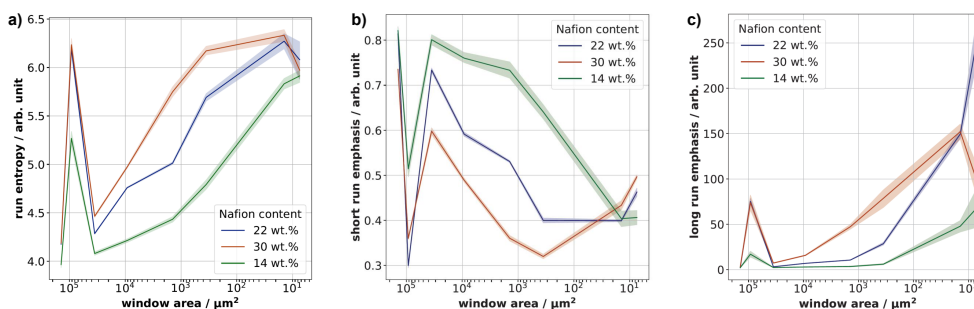 a)
run entropy / arb. unit
6.5
6.0
5.5
5.0
4.5
4.0
Nafion content
22 wt.%
30 wt.%
14 wt.%
10⁵
10⁴
10³
10²
10¹
window area / μm²
b)
short run emphasis / arb. unit
0.8
0.7
0.6
0.5
0.4
0.3
Nafion content
22 wt.%
30 wt.%
14 wt.%
10⁵
10⁴
10³
10²
10¹
window area / μm²
c)
long run emphasis / arb. unit
250
200
150
100
50
0
Nafion content
22 wt.%
30 wt.%
14 wt.%
10⁵
10⁴
10³
10²
10¹
window area / μm²